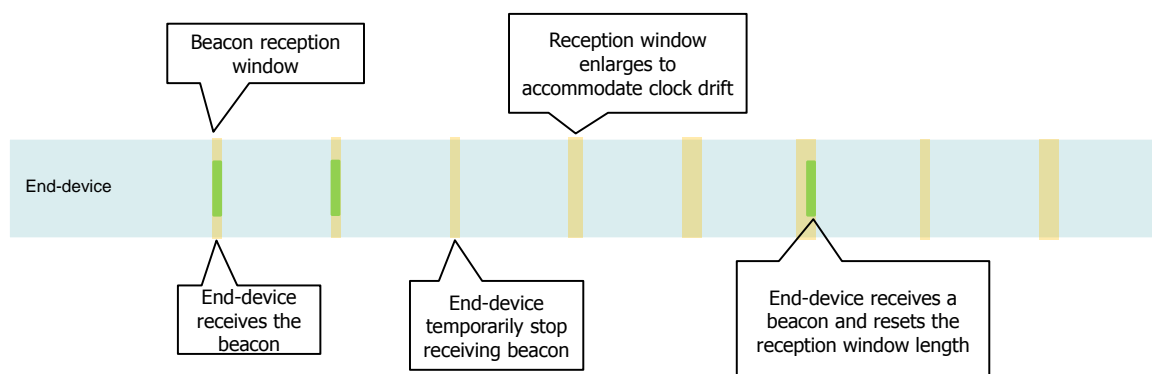 Beacon reception
window
Reception window
enlarges to
accommodate clock drift
End-device
End-device
receives the
beacon
End-device
temporarily stop
receiving beacon
End-device receives a
beacon and resets the
reception window length